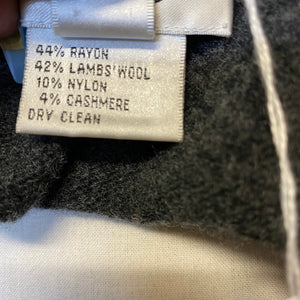 44% RAYON
42% LAMBS'WOOL
10% NYLON
4% CASHMERE
DRY CLEAN